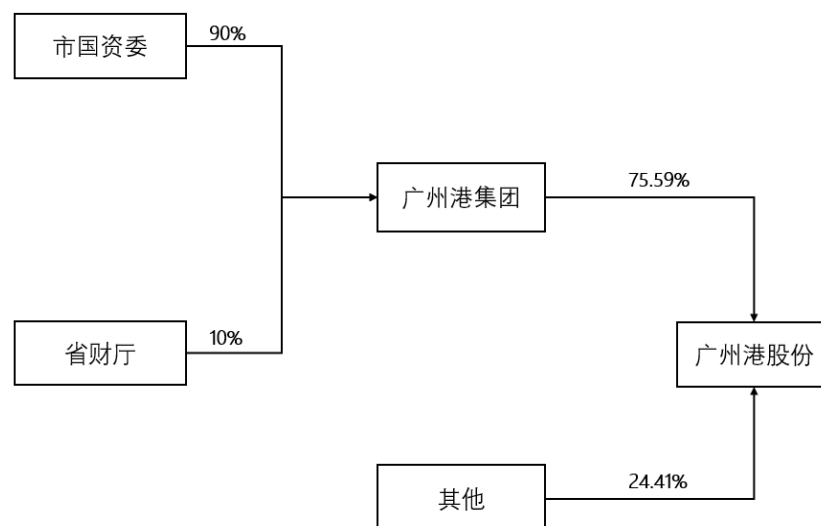 市国资委
90%
广州港集团
75.59%
省财厅
10%
广州港股份
其他
24.41%